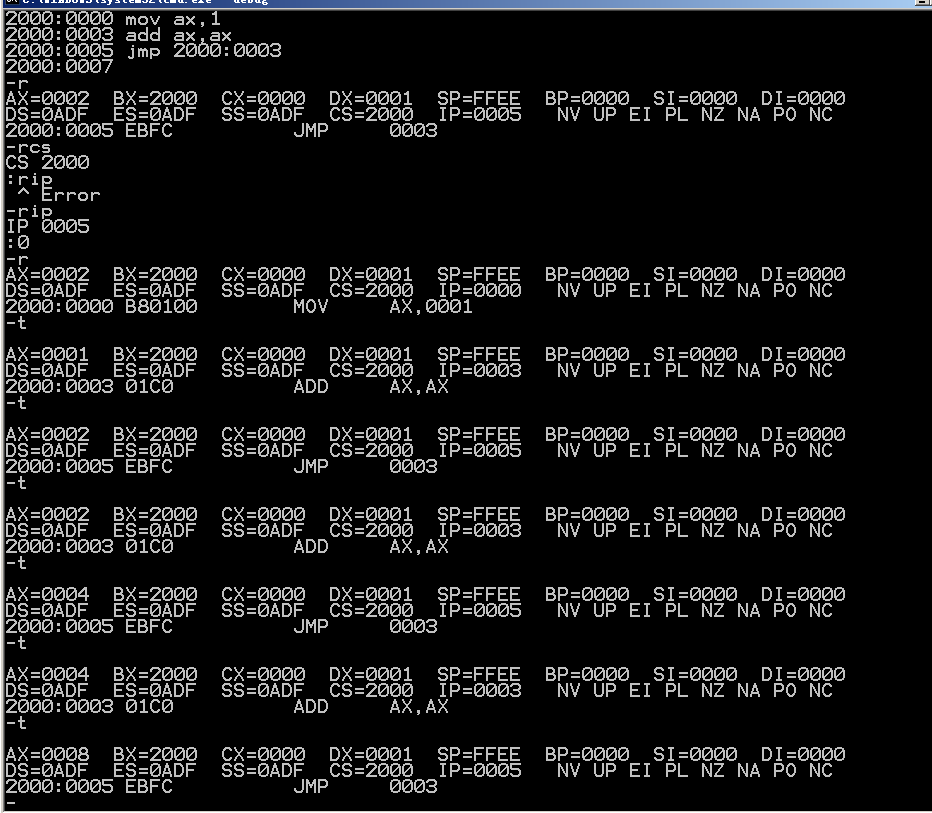 C:\WINDOWS\system32\cmd.exe - debug
2000:0000 mov ax,1
2000:0003 add ax,ax
2000:0005 jmp 2000:0003
2000:0007
-r
AX=0002 BX=2000 CX=0000 DX=0001 SP=FFEE BP=0000 SI=0000 DI=0000
DS=0ADF ES=0ADF SS=0ADF CS=2000 IP=0005 NV UP EI PL NZ NA PO NC
2000:0005 EBFC JMP 0003
-rcs
CS 2000
:rip
^ Error
-rip
IP 0005
:0
-r
AX=0002 BX=2000 CX=0000 DX=0001 SP=FFEE BP=0000 SI=0000 DI=0000
DS=0ADF ES=0ADF SS=0ADF CS=2000 IP=0000 NV UP EI PL NZ NA PO NC
2000:0000 B80100 MOV AX,0001
-t
AX=0001 BX=2000 CX=0000 DX=0001 SP=FFEE BP=0000 SI=0000 DI=0000
DS=0ADF ES=0ADF SS=0ADF CS=2000 IP=0003 NV UP EI PL NZ NA PO NC
2000:0003 01C0 ADD AX,AX
-t
AX=0002 BX=2000 CX=0000 DX=0001 SP=FFEE BP=0000 SI=0000 DI=0000
DS=0ADF ES=0ADF SS=0ADF CS=2000 IP=0005 NV UP EI PL NZ NA PO NC
2000:0005 EBFC JMP 0003
-t
AX=0002 BX=2000 CX=0000 DX=0001 SP=FFEE BP=0000 SI=0000 DI=0000
DS=0ADF ES=0ADF SS=0ADF CS=2000 IP=0003 NV UP EI PL NZ NA PO NC
2000:0003 01C0 ADD AX,AX
-t
AX=0004 BX=2000 CX=0000 DX=0001 SP=FFEE BP=0000 SI=0000 DI=0000
DS=0ADF ES=0ADF SS=0ADF CS=2000 IP=0005 NV UP EI PL NZ NA PO NC
2000:0005 EBFC JMP 0003
-t
AX=0004 BX=2000 CX=0000 DX=0001 SP=FFEE BP=0000 SI=0000 DI=0000
DS=0ADF ES=0ADF SS=0ADF CS=2000 IP=0003 NV UP EI PL NZ NA PO NC
2000:0003 01C0 ADD AX,AX
-t
AX=0008 BX=2000 CX=0000 DX=0001 SP=FFEE BP=0000 SI=0000 DI=0000
DS=0ADF ES=0ADF SS=0ADF CS=2000 IP=0005 NV UP EI PL NZ NA PO NC
2000:0005 EBFC JMP 0003
-